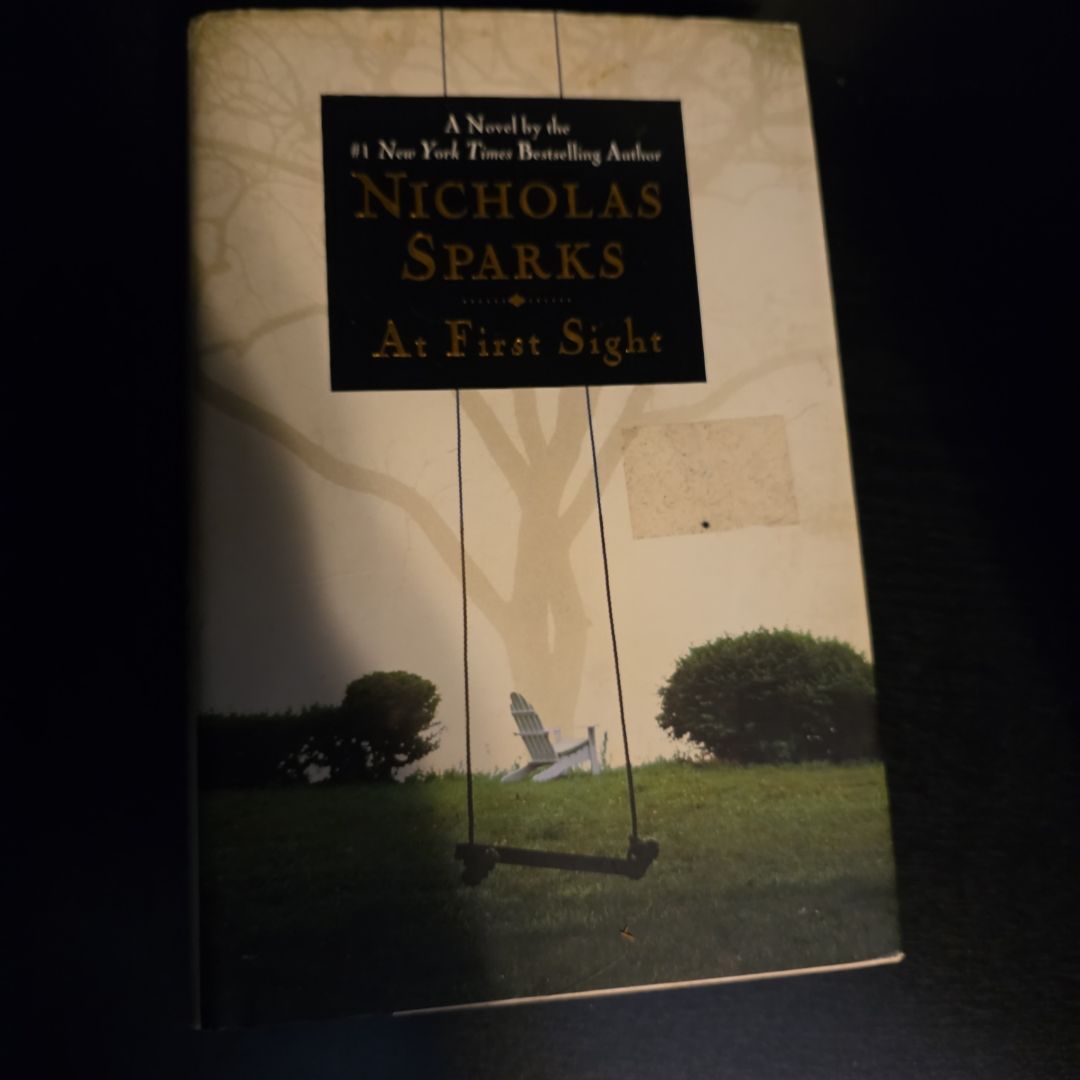 A Novel by the
#1 New York Times Bestselling Author
NICHOLAS
SPARKS
At First Sight